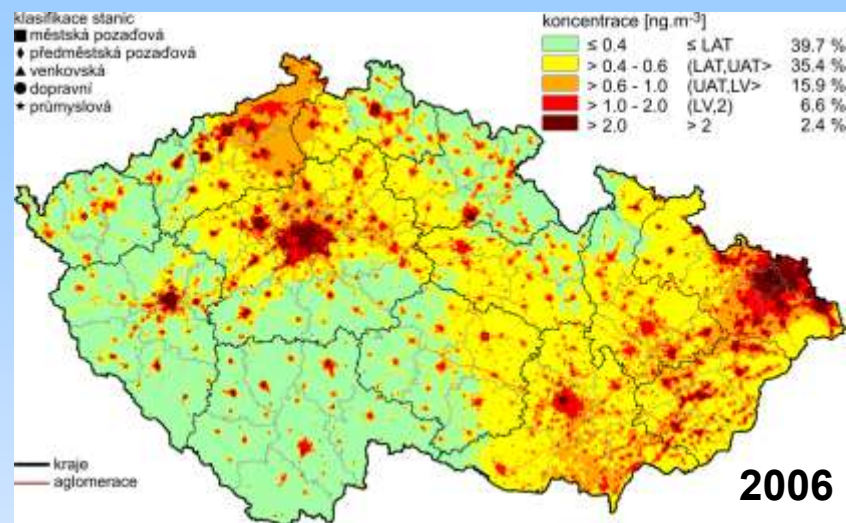 klasifikace stanic
městská pozaďová
předměstská pozaďová
venkovská
dopravní
průmyslová
koncentrace [ng.m-3]
≤ 0.4 ≤ LAT 39.7 %
> 0.4 - 0.6 (LAT,UAT> 35.4 %
> 0.6 - 1.0 (UAT,LV> 15.9 %
> 1.0 - 2.0 (LV,2) 6.6 %
> 2.0 > 2 2.4 %
kraje
aglomerace
2006